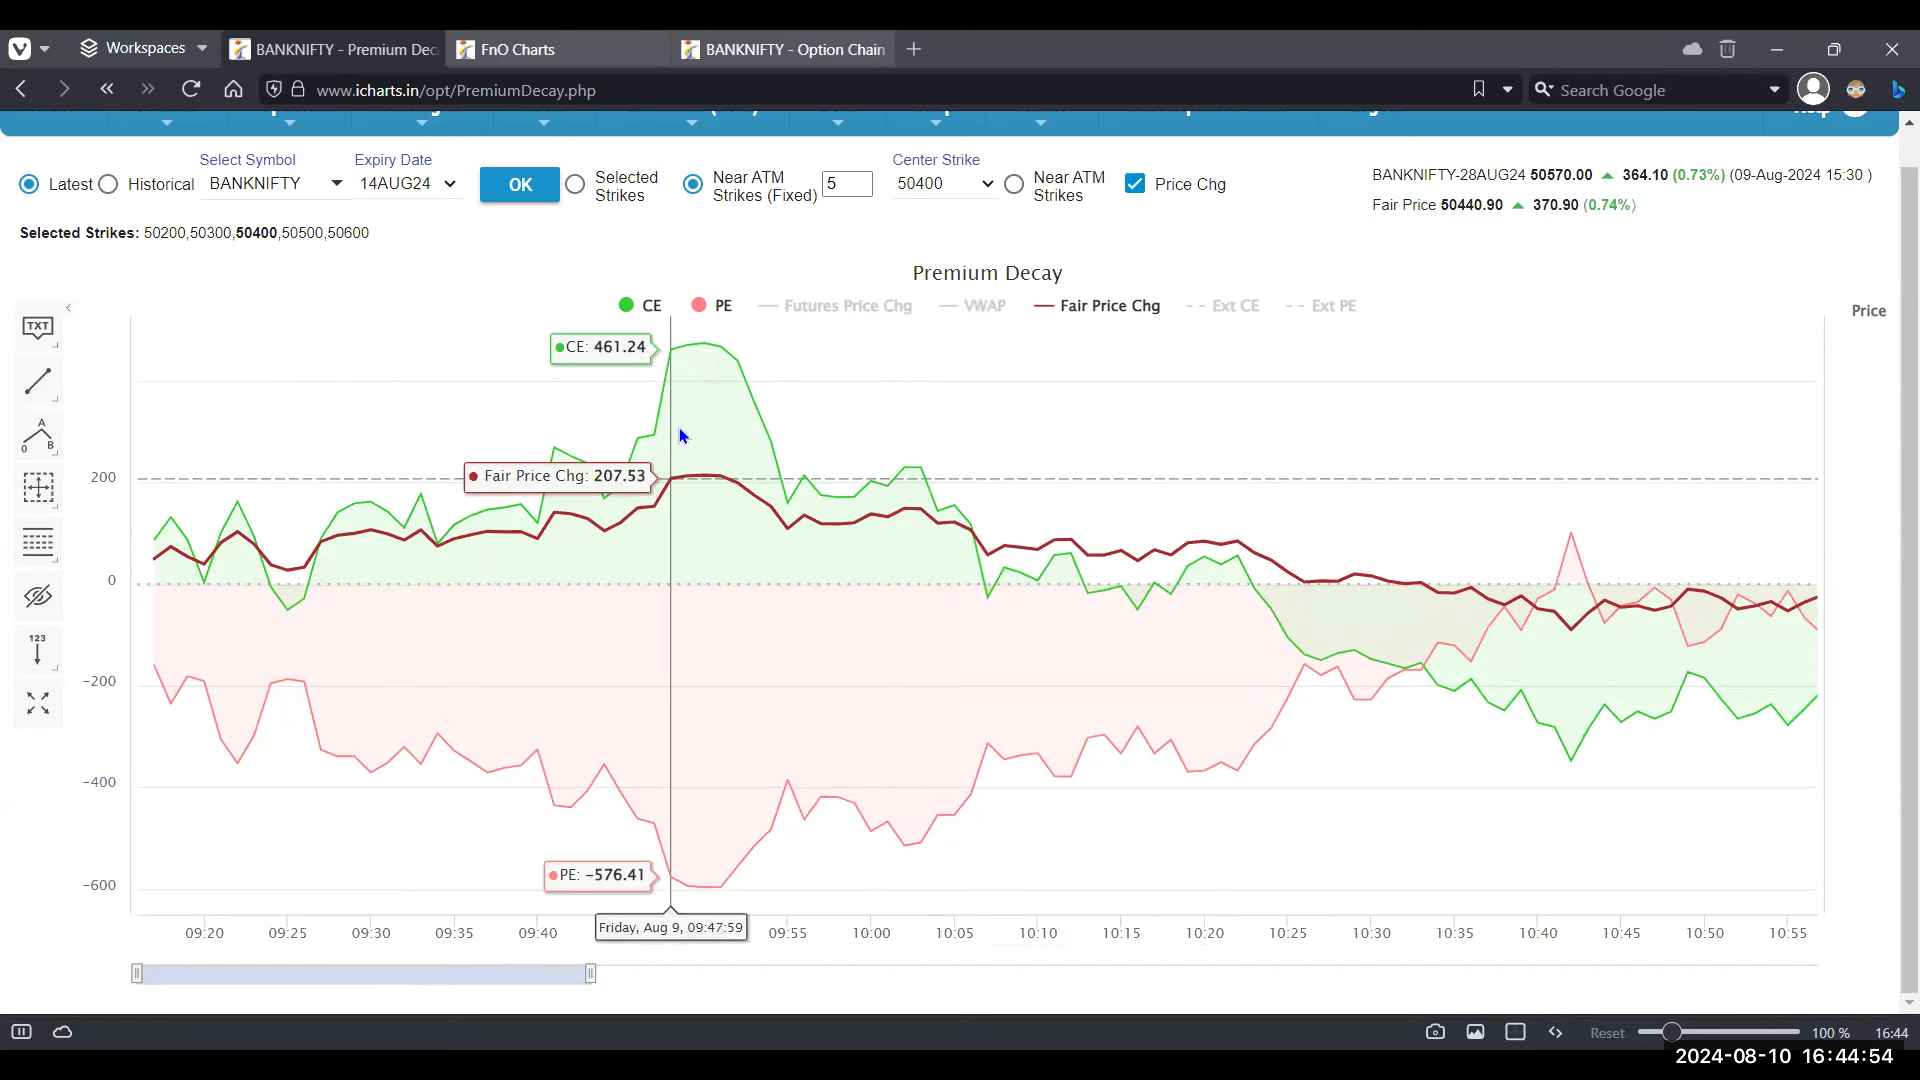 Workspaces
BANKNIFTY - Premium Dec
FnO Charts
BANKNIFTY - Option Chain
www.icharts.in/opt/PremiumDecay.php
Search Google
Latest
Historical
Select Symbol
BANKNIFTY
Expiry Date
14AUG24
OK
Selected
Strikes
Near ATM
Strikes (Fixed)
5
Center Strike
50400
Near ATM
Strikes
Price Chg
BANKNIFTY-28AUG24 50570.00 ▲ 364.10 (0.73%) (09-Aug-2024 15:30 )
Fair Price 50440.90 ▲ 370.90 (0.74%)
Selected Strikes: 50200,50300,50400,50500,50600
Premium Decay
CE PE Futures Price Chg VWAP Fair Price Chg Ext CE Ext PE
Price
TXT
A
0 B
123
CE: 461.24
Fair Price Chg: 207.53
PE: −576.41
200
0
−200
−400
−600
Friday, Aug 9, 09:47:59
09:20 09:25 09:30 09:35 09:40 09:55 10:00 10:05 10:10 10:15 10:20 10:25 10:30 10:35 10:40 10:45 10:50 10:55
Reset
100 %
16:44
2024-08-10 16:44:54